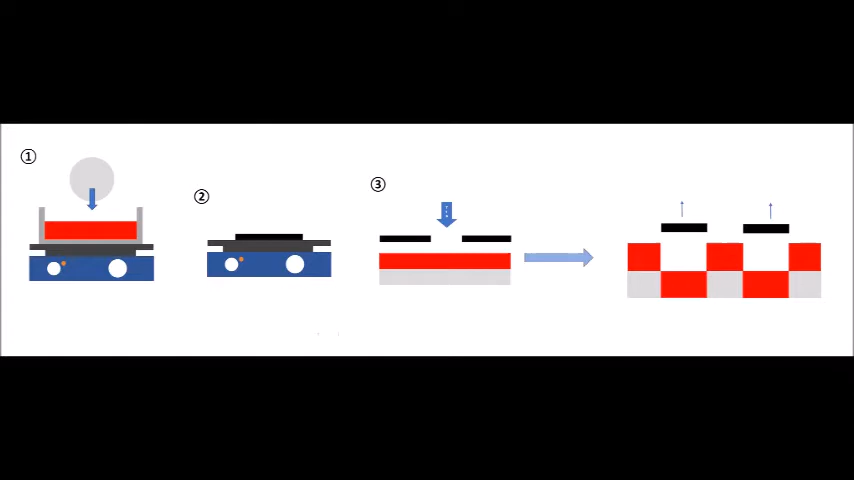 ①
②
③